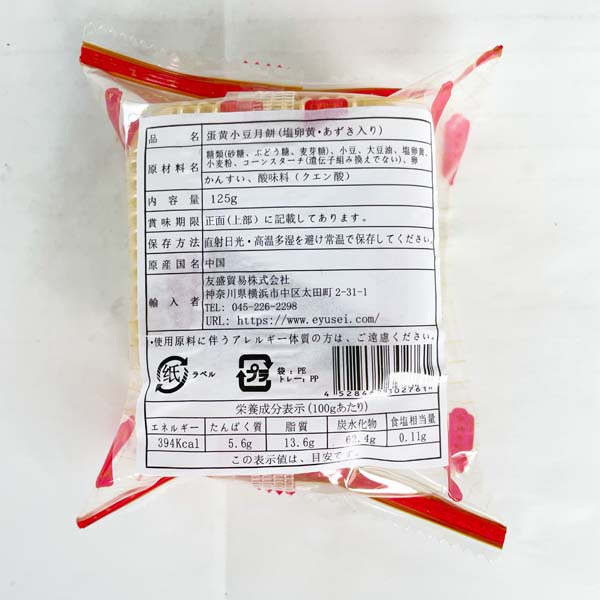 品 名 蛋黄小豆月餅(塩卵黄・あずき入り)
原材料名 糖類(砂糖、ぶどう糖、麦芽糖)、小豆、大豆油、塩卵黄、
小麦粉、コーンスターチ(遺伝子組み換えでない)、卵
かんすい、酸味料(クエン酸)
内容量 125g
賞味期限 正面(上部)に記載してあります。
保存方法 直射日光・高温多湿を避け常温で保存してください。
原産国名 中国
輸入者 友盛貿易株式会社
神奈川県横浜市中区太田町2-31-1
TEL: 045-226-2298
URL: https://www.eyusei.com/
・使用原料に伴うアレルギー体質の方は、ご遠慮ください。
纸 ラベル プラ 袋:PE
トレー:PP
栄養成分表示(100gあたり)
エネルギー たんぱく質 脂質 炭水化物 食塩相当量
394Kcal 5.6g 13.6g 0.11g
この表示値は、目安です。